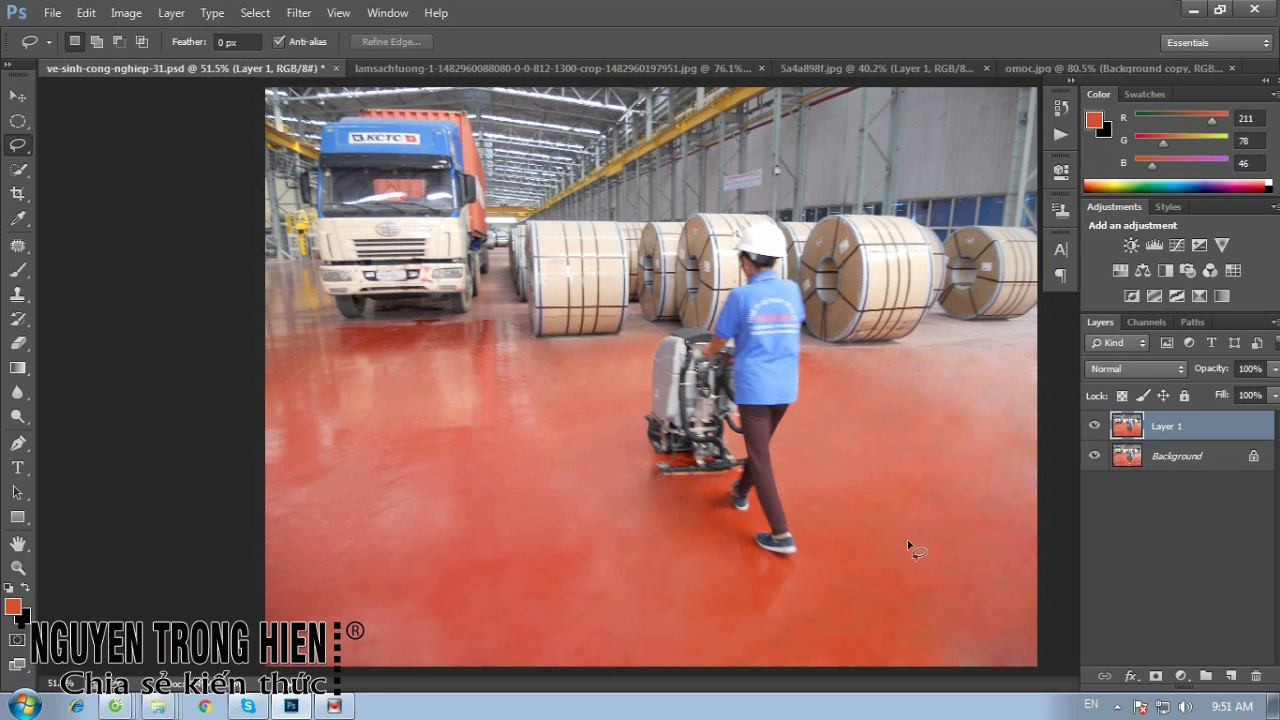 Ps File Edit Image Layer Type Select Filter View Window Help
Feather: 0 px Anti-alias Refine Edge... Essentials
ve-sinh-cong-nghiep-31.psd @ 51.5% (Layer 1, RGB/8#) * × lamsachtuong-1-1482960088080-0-0-812-1300-crop-1482960197951.jpg @ 76.1%... × 5a4a898f.jpg @ 40.2% (Layer 1, RGB/8... × omoc.jpg @ 80.5% (Background copy, RGB... ×
Color Swatches
R 211
G 78
B 46
Adjustments Styles
Add an adjustment
Layers Channels Paths
Kind
Normal Opacity: 100%
Lock: Fill: 100%
Layer 1
Background
KCTC
NGUYEN TRONG HIEN ®
Chia sẻ kiến thức
EN 9:51 AM